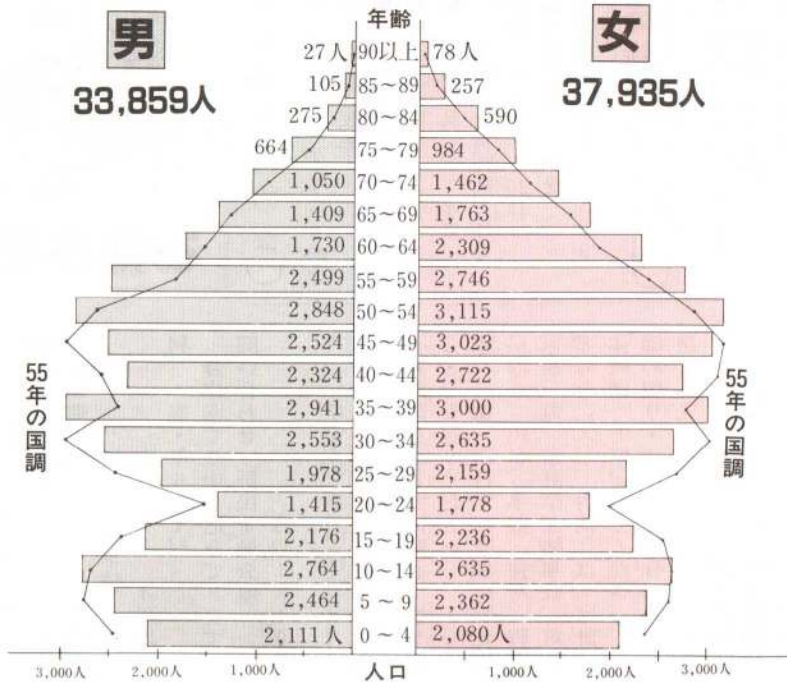 年齢
男
女
33,859人
37,935人
27人 90以上 78人
105 85～89 257
275 80～84 590
664 75～79 984
1,050 70～74 1,462
1,409 65～69 1,763
1,730 60～64 2,309
2,499 55～59 2,746
2,848 50～54 3,115
2,524 45～49 3,023
2,324 40～44 2,722
2,941 35～39 3,000
2,553 30～34 2,635
1,978 25～29 2,159
1,415 20～24 1,778
2,176 15～19 2,236
2,764 10～14 2,635
2,464 5～9 2,362
2,111人 0～4 2,080人
55年の国調
55年の国調
3,000人 2,000人 1,000人 人口 1,000人 2,000人 3,000人